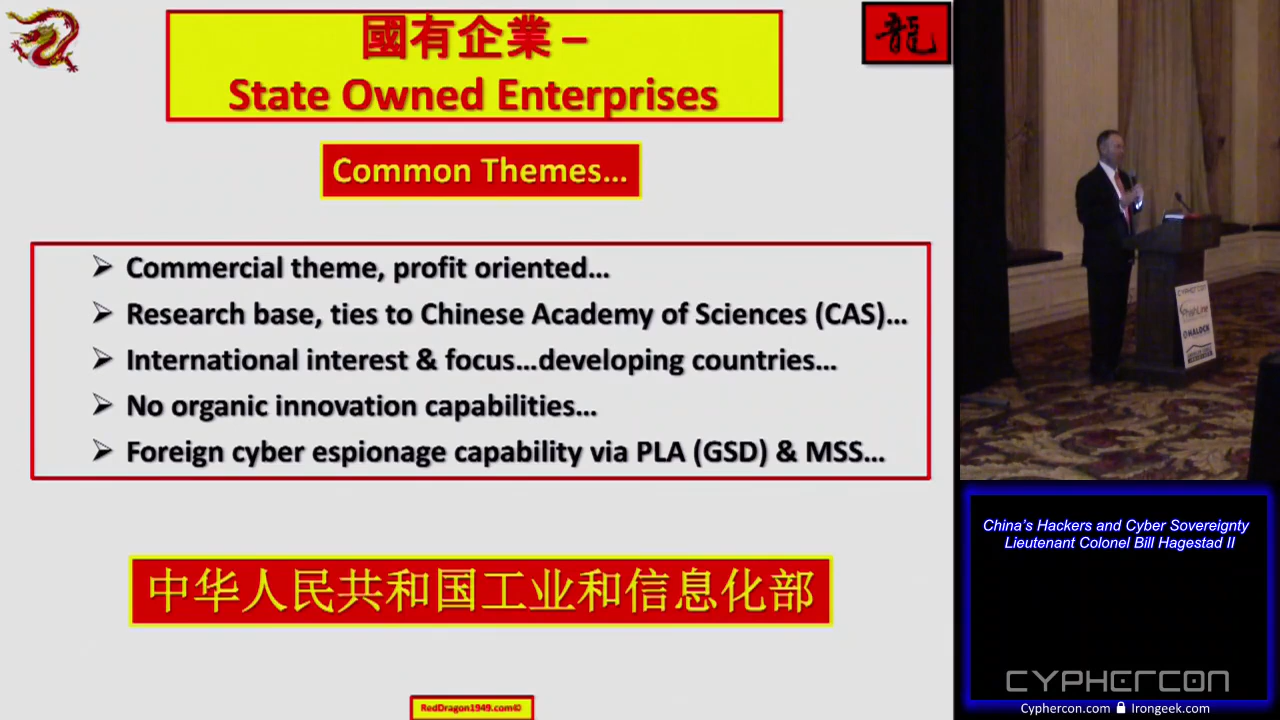 國有企業 –
State Owned Enterprises
龍
Common Themes...
Commercial theme, profit oriented...
Research base, ties to Chinese Academy of Sciences (CAS)...
International interest & focus...developing countries...
No organic innovation capabilities...
Foreign cyber espionage capability via PLA (GSD) & MSS...
中华人民共和国工业和信息化部
RedDragon1949.com©
CYPHERCON
PhishLine
HALOCK
China's Hackers and Cyber Sovereignty
Lieutenant Colonel Bill Hagestad II
CYPHERCON
Cyphercon.com Irongeek.com